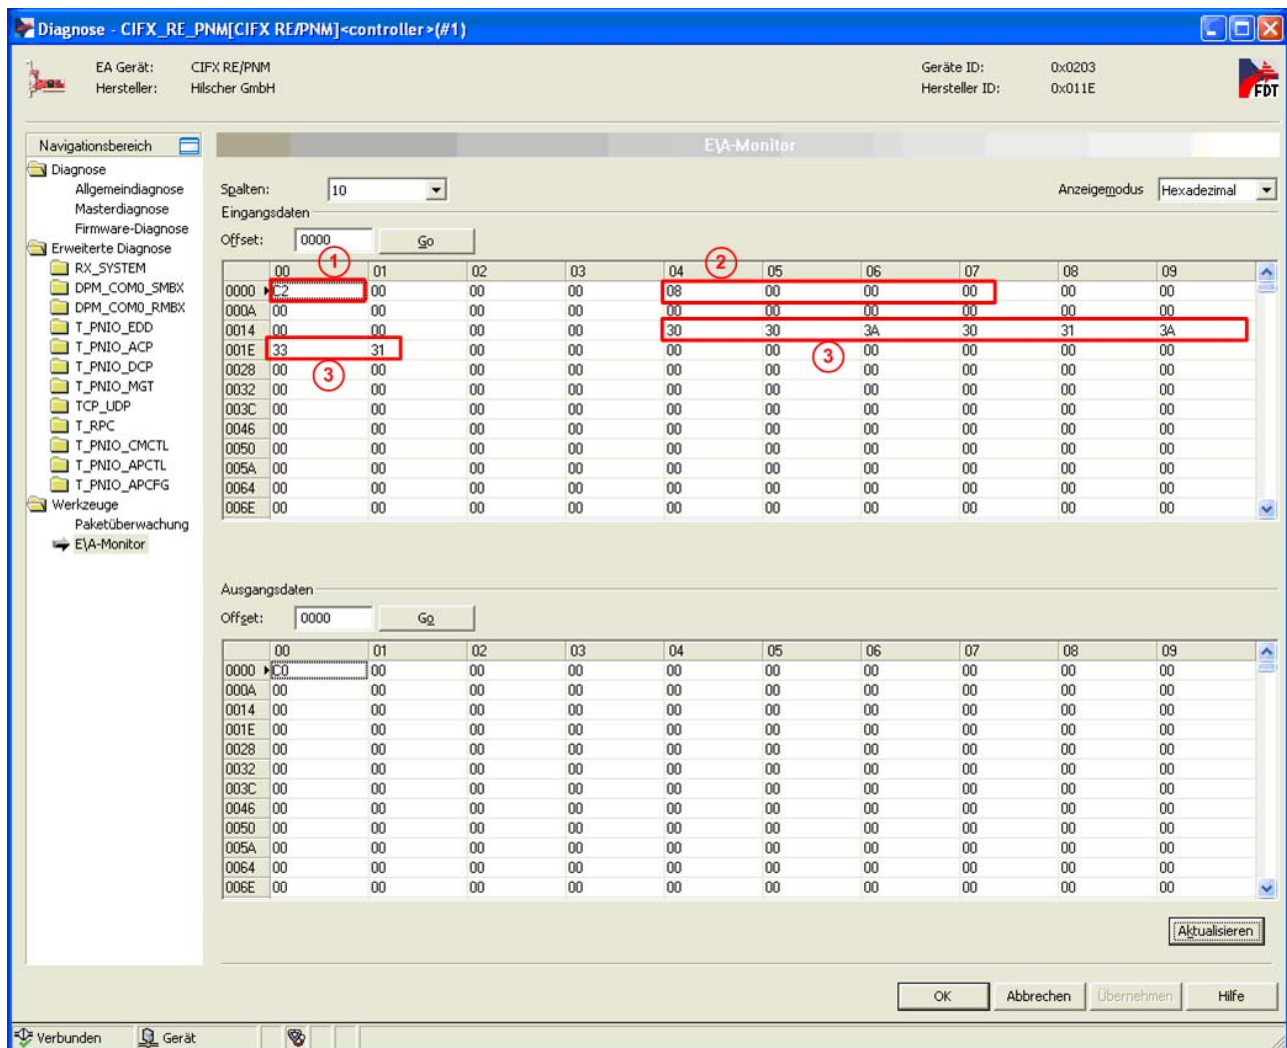 Diagnose - CIFX_RE_PNM[CIFX RE/PNM]<controller>(#1)
EA Gerät: CIFX RE/PNM Geräte ID: 0x0203
Hersteller: Hilscher GmbH Hersteller ID: 0x011E
FDT
Navigationsbereich
Diagnose
Allgemeindiagnose
Masterdiagnose
Firmware-Diagnose
Erweiterte Diagnose
RX_SYSTEM
DPM_COM0_SMBX
DPM_COM0_RMBX
T_PNIO_EDD
T_PNIO_ACP
T_PNIO_DCP
T_PNIO_MGT
TCP_UDP
T_RPC
T_PNIO_CMCTL
T_PNIO_APCTL
T_PNIO_APCFG
Werkzeuge
Paketüberwachung
E\A-Monitor
E\A-Monitor
Spalten: 10 Anzeigemodus Hexadezimal
Eingangsdaten
Offset: 0000 Go
1 2
00 01 02 03 04 05 06 07 08 09
0000 C2 00 00 00 08 00 00 00 00 00
000A 00 00 00 00 00 00 00 00 00 00
0014 00 00 00 00 30 30 3A 30 31 3A
001E 33 31 00 00 00 00 00 00 00 00
3 3
0028 00 00 00 00 00 00 00 00 00 00
0032 00 00 00 00 00 00 00 00 00 00
003C 00 00 00 00 00 00 00 00 00 00
0046 00 00 00 00 00 00 00 00 00 00
0050 00 00 00 00 00 00 00 00 00 00
005A 00 00 00 00 00 00 00 00 00 00
0064 00 00 00 00 00 00 00 00 00 00
006E 00 00 00 00 00 00 00 00 00 00
Ausgangsdaten
Offset: 0000 Go
00 01 02 03 04 05 06 07 08 09
0000 C0 00 00 00 00 00 00 00 00 00
000A 00 00 00 00 00 00 00 00 00 00
0014 00 00 00 00 00 00 00 00 00 00
001E 00 00 00 00 00 00 00 00 00 00
0028 00 00 00 00 00 00 00 00 00 00
0032 00 00 00 00 00 00 00 00 00 00
003C 00 00 00 00 00 00 00 00 00 00
0046 00 00 00 00 00 00 00 00 00 00
0050 00 00 00 00 00 00 00 00 00 00
005A 00 00 00 00 00 00 00 00 00 00
0064 00 00 00 00 00 00 00 00 00 00
006E 00 00 00 00 00 00 00 00 00 00
Aktualisieren
OK Abbrechen Übernehmen Hilfe
Verbunden Gerät